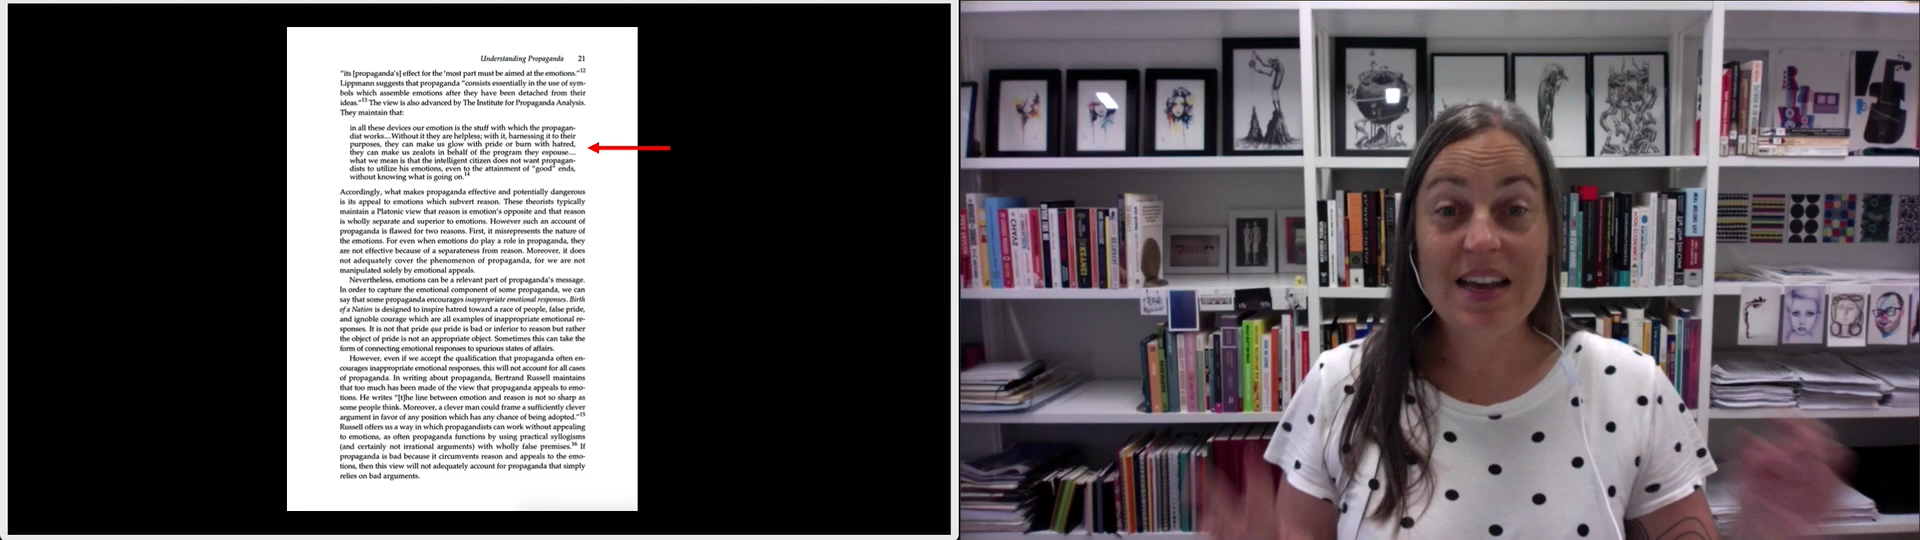 Understanding Propaganda 21
"its [propaganda's] effect for the 'most part must be aimed at the emotions."12
Lippmann suggests that propaganda "consists essentially in the use of sym-
bols which assemble emotions after they have been detached from their
ideas."13 The view is also advanced by The Institute for Propaganda Analysis.
They maintain that:
in all these devices our emotion is the stuff with which the propagan-
dist works....Without it they are helpless; with it, harnessing it to their
purposes, they can make us glow with pride or burn with hatred,
they can make us zealots in behalf of the program they espouse....
what we mean is that the intelligent citizen does not want propagan-
dists to utilize his emotions, even to the attainment of "good" ends,
without knowing what is going on.14
Accordingly, what makes propaganda effective and potentially dangerous
is its appeal to emotions which subvert reason. These theorists typically
maintain a Platonic view that reason is emotion's opposite and that reason
is wholly separate and superior to emotions. However such an account of
propaganda is flawed for two reasons. First, it misrepresents the nature of
the emotions. For even when emotions do play a role in propaganda, they
are not effective because of a separateness from reason. Moreover, it does
not adequately cover the phenomenon of propaganda, for we are not
manipulated solely by emotional appeals.
Nevertheless, emotions can be a relevant part of propaganda's message.
In order to capture the emotional component of some propaganda, we can
say that some propaganda encourages inappropriate emotional responses. Birth
of a Nation is designed to inspire hatred toward a race of people, false pride,
and ignoble courage which are all examples of inappropriate emotional re-
sponses. It is not that pride qua pride is bad or inferior to reason but rather
the object of pride is not an appropriate object. Sometimes this can take the
form of connecting emotional responses to spurious states of affairs.
However, even if we accept the qualification that propaganda often en-
courages inappropriate emotional responses, this will not account for all cases
of propaganda. In writing about propaganda, Bertrand Russell maintains
that too much has been made of the view that propaganda appeals to emo-
tions. He writes "[t]he line between emotion and reason is not so sharp as
some people think. Moreover, a clever man could frame a sufficiently clever
argument in favor of any position which has any chance of being adopted."15
Russell offers us a way in which propagandists can work without appealing
to emotions, as often propaganda functions by using practical syllogisms
(and certainly not irrational arguments) with wholly false premises.16 If
propaganda is bad because it circumvents reason and appeals to the emo-
tions, then this view will not adequately account for propaganda that simply
relies on bad arguments.